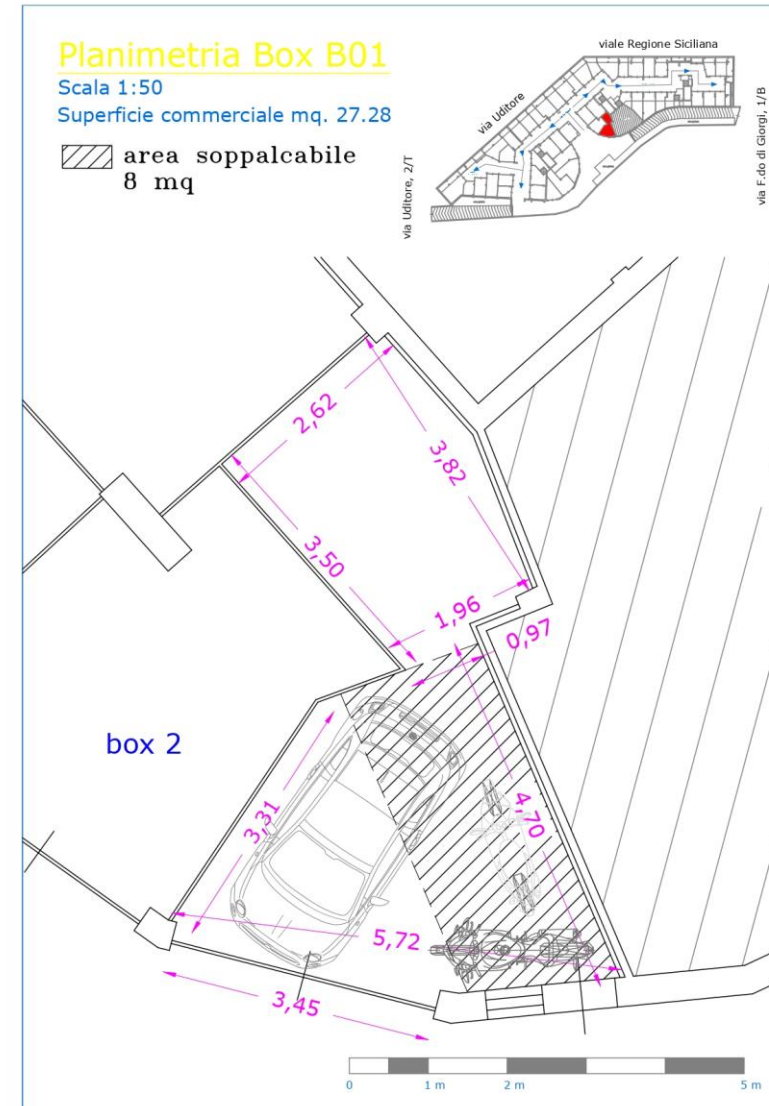 Planimetria Box B01
Scala 1:50
Superficie commerciale mq. 27.28
area soppalcabile
8 mq
viale Regione Siciliana
via Uditore
via Uditore, 2/T
via F.do di Giorgi, 1/B
2,62
3,82
3,50
1,96
0,97
box 2
3,31
4,70
5,72
3,45
0
1 m
2 m
5 m